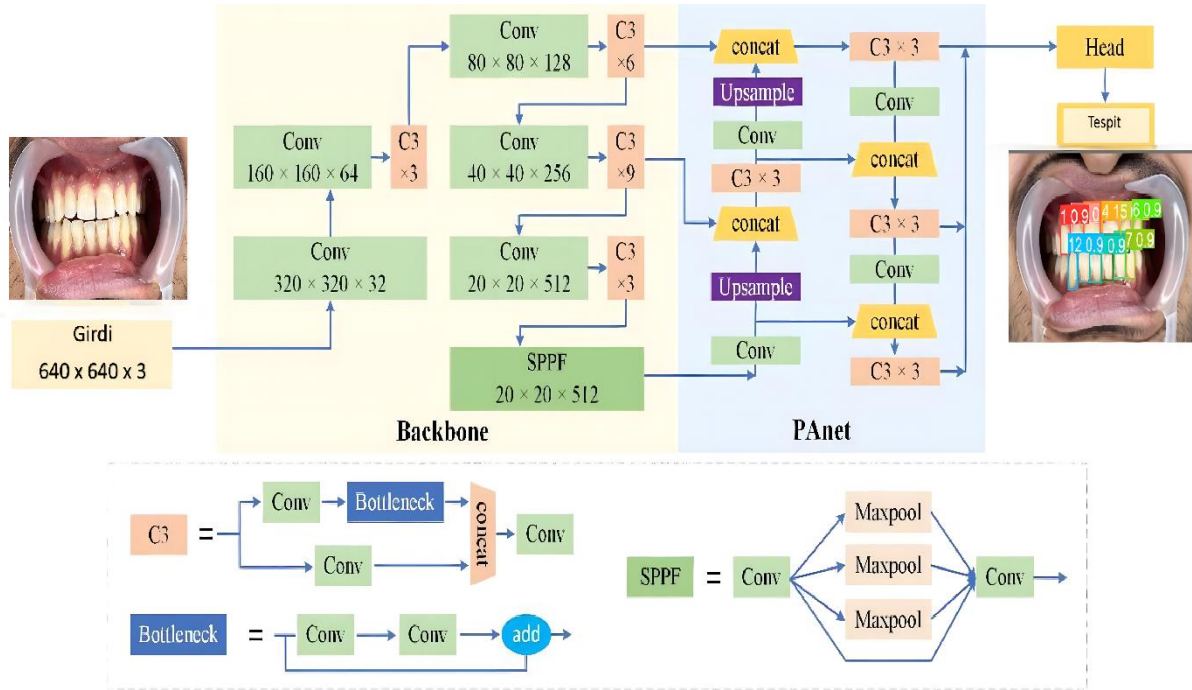 Girdi
640 x 640 x 3
Conv
320 × 320 × 32
Conv
160 × 160 × 64
C3
×3
Conv
80 × 80 × 128
C3
×6
Conv
40 × 40 × 256
C3
×9
Conv
20 × 20 × 512
C3
×3
SPPF
20 × 20 × 512
Backbone
concat
Upsample
Conv
C3 × 3
concat
Upsample
Conv
C3 × 3
Conv
concat
C3 × 3
Conv
concat
C3 × 3
PAnet
Head
Tespit
C3
=
Conv
Bottleneck
Conv
concat
Conv
Bottleneck
=
Conv
Conv
add
SPPF
=
Conv
Maxpool
Maxpool
Maxpool
Conv